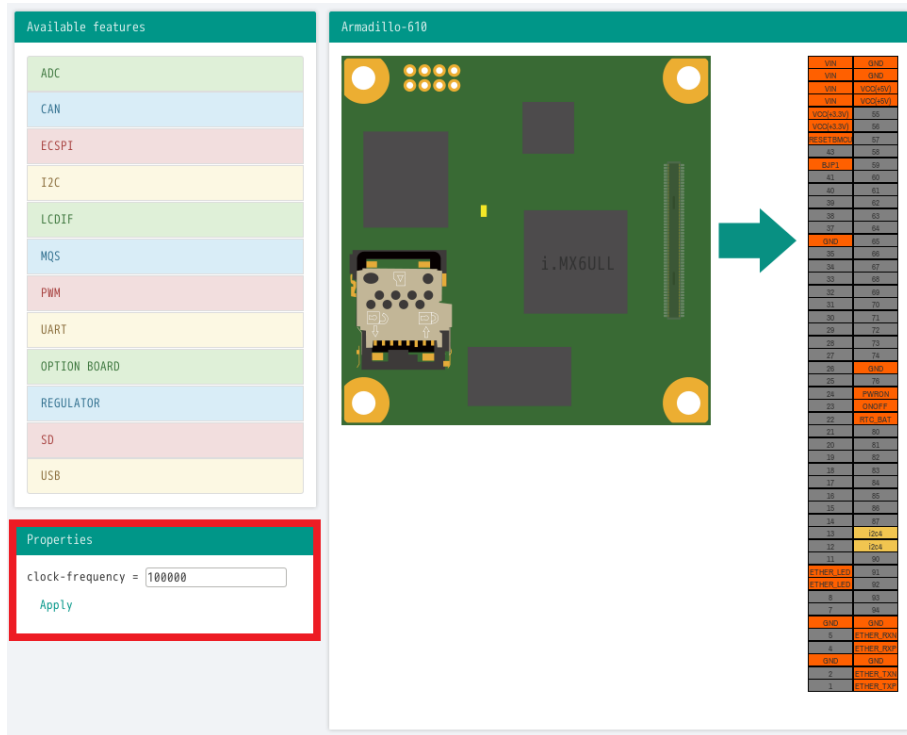 Available features
ADC
CAN
ECSPI
I2C
LCDIF
MQS
PWM
UART
OPTION BOARD
REGULATOR
SD
USB
Properties
clock-frequency = 100000
Apply
Armadillo-610
i.MX6ULL
VIN GND
VIN GND
VIN VCC(+5V)
VIN VCC(+5V)
VCC(+3.3V) 55
VCC(+3.3V) 56
RESETBMCU 57
43 58
BJP1 59
41 60
40 61
39 62
38 63
37 64
GND 65
35 66
34 67
33 68
32 69
31 70
30 71
29 72
28 73
27 74
26 GND
25 76
24 PWRON
23 ONOFF
22 RTC_BAT
21 80
20 81
19 82
18 83
17 84
16 85
15 86
14 87
13 i2c4
12 i2c4
11 90
ETHER_LED 91
ETHER_LED 92
8 93
7 94
GND GND
5 ETHER_RXN
4 ETHER_RXP
GND GND
2 ETHER_TXN
1 ETHER_TXP